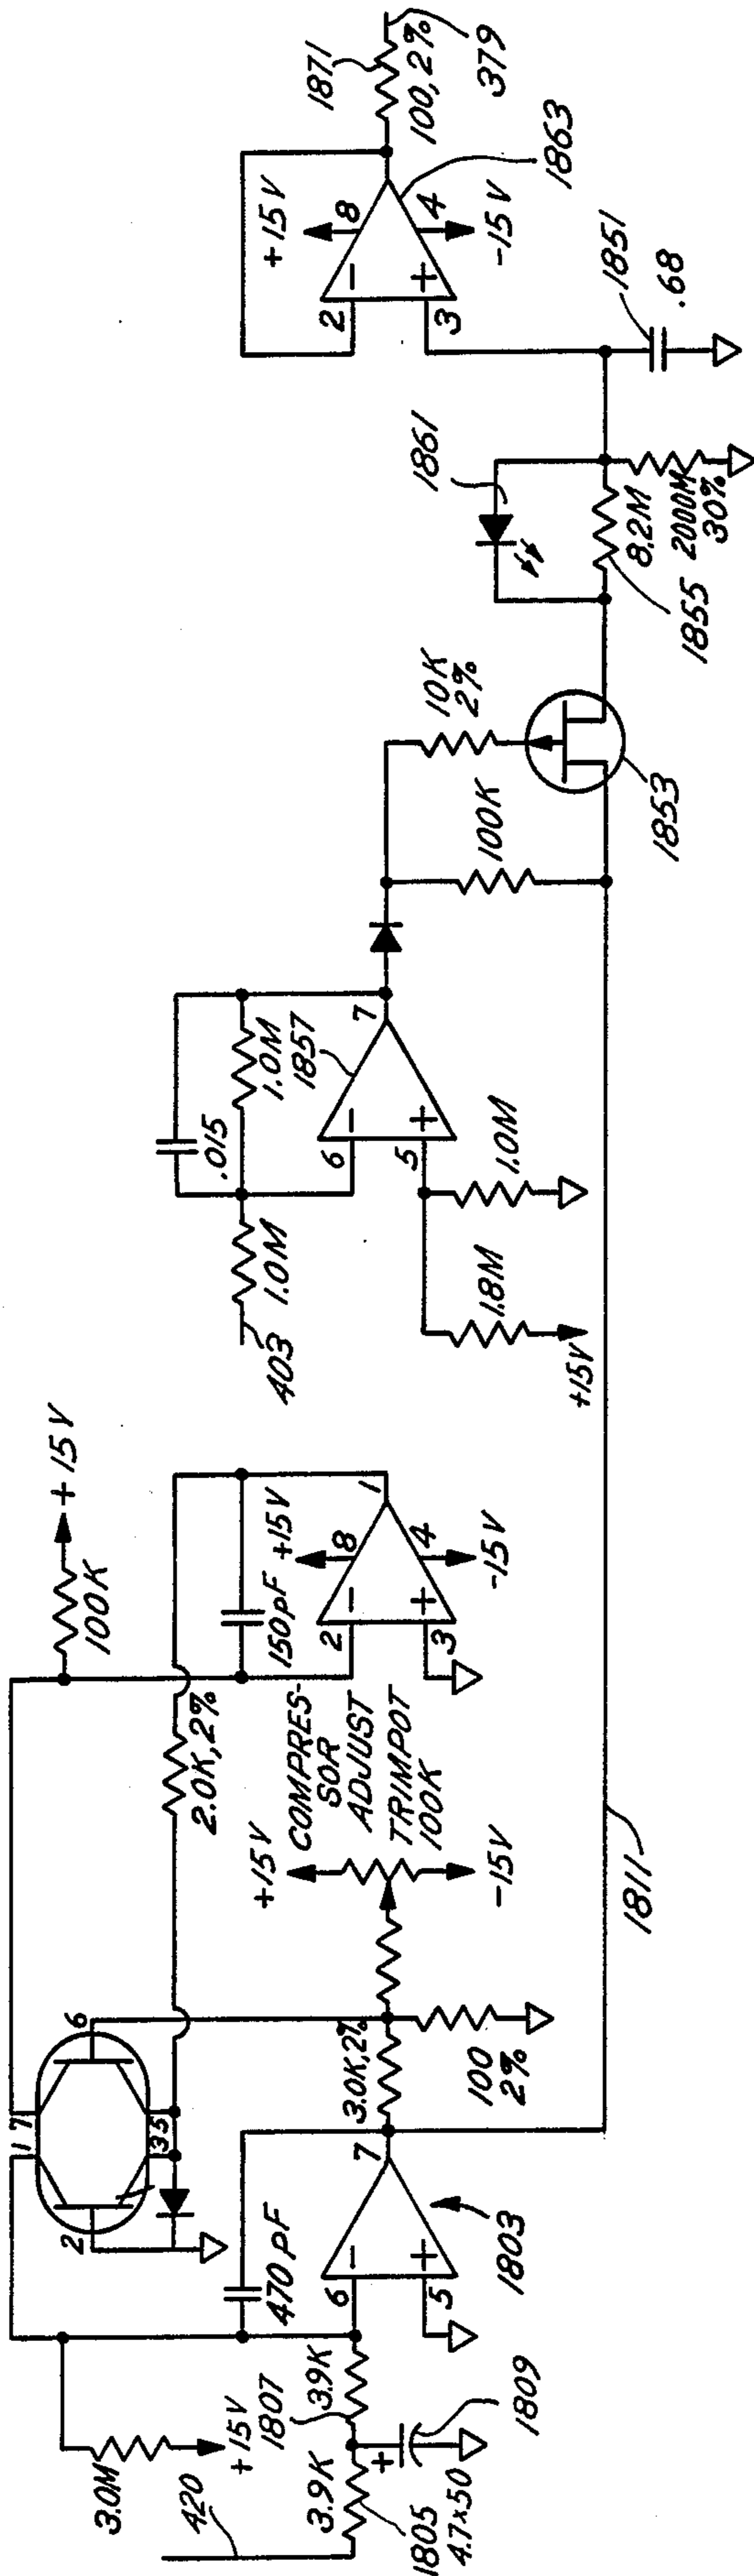 420
3.0M
+15V
3.9K
1805
4.7×50
+
1809
1807
3.9K
6
5
−
+
7
1803
470 pF
2
1
7
3
5
6
3.0K, 2%
100
2%
2.0K, 2%
100K
+15V
+15V
COMPRES-
SOR
ADJUST
TRIMPOT
100K
-15V
150pF
+15V
2
3
−
+
8
4
1
-15V
1811
403
1.0M
.015
1.0M
1857
6
5
−
+
7
1.8M
+15V
1.0M
100K
10K
2%
1853
1861
8.2M
1855
2000M
30%
1851
.68
+15V
2
3
−
+
8
4
-15V
1863
1871
100, 2%
379